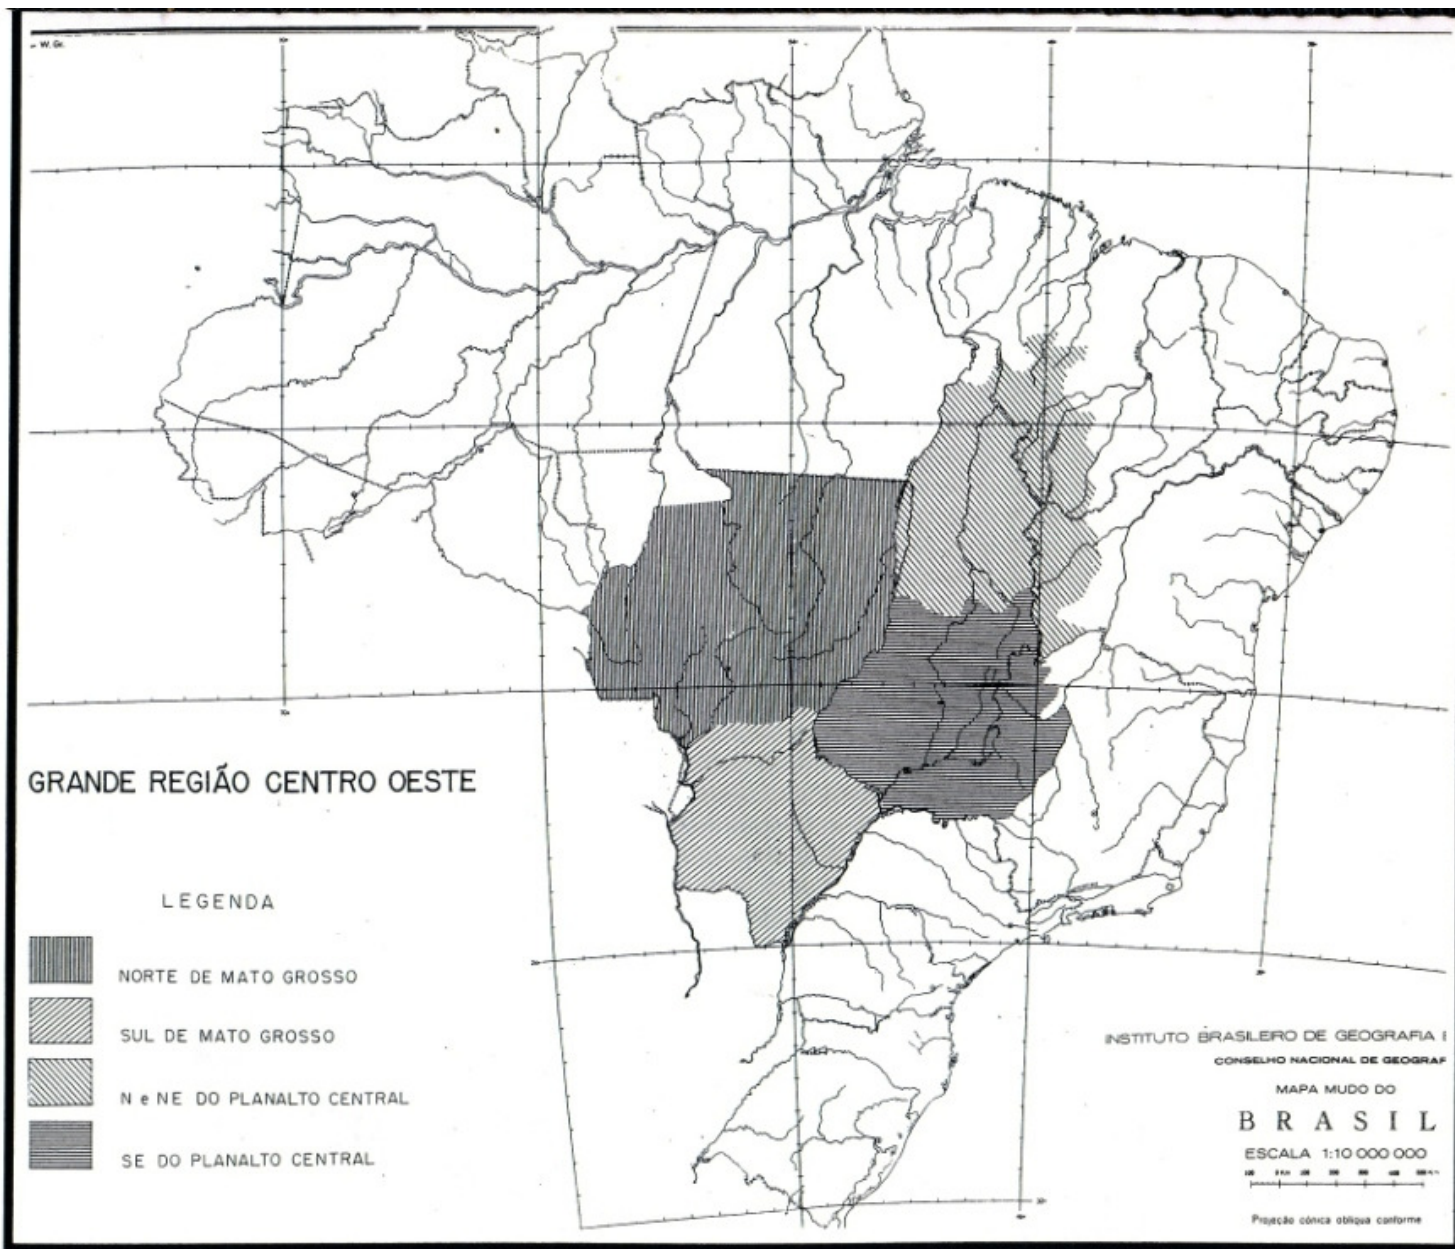 W. Gr.
GRANDE REGIÃO CENTRO OESTE
LEGENDA
NORTE DE MATO GROSSO
SUL DE MATO GROSSO
N e NE DO PLANALTO CENTRAL
SE DO PLANALTO CENTRAL
INSTITUTO BRASILEIRO DE GEOGRAFIA E
CONSELHO NACIONAL DE GEOGRAF
MAPA MUDO DO
BRASIL
ESCALA 1:10 000 000
Projeção cônica obliqua conforme